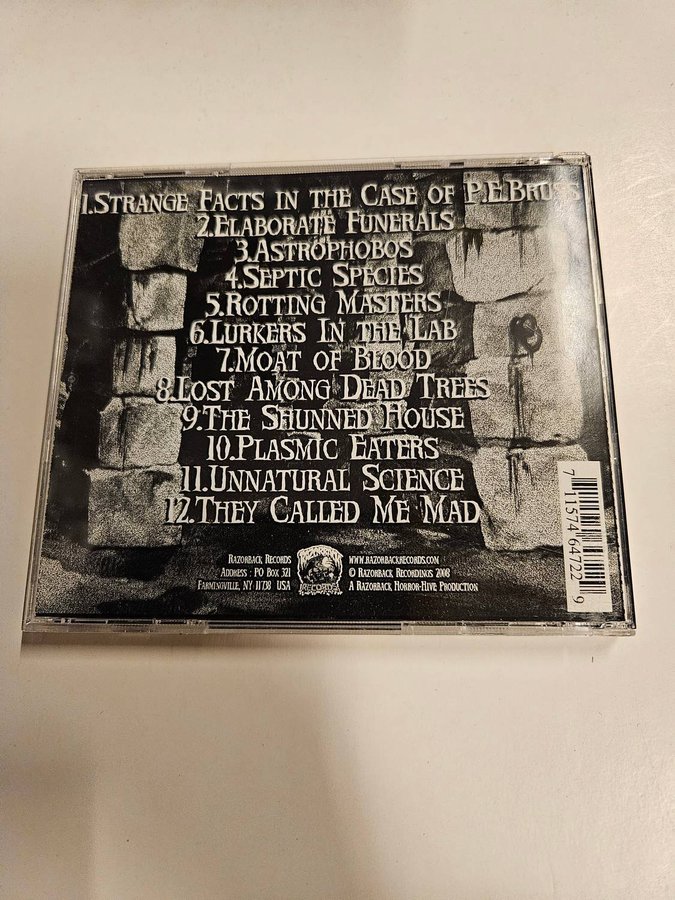 1.Strange Facts In the Case of P.E.Bruns
2.Elaborate Funerals
3.Astrophobos
4.Septic Species
5.Rotting Masters
6.Lurkers In the Lab
7.Moat of Blood
8.Lost Among Dead Trees
9.The Shunned House
10.Plasmic Eaters
11.Unnatural Science
12.They Called Me Mad
Razorback Records
Address : PO Box 321
Farmingville, NY 11738 USA
Razorback
Records
www.razorbackrecords.com
© Razorback Recordings 2008
A Razorback Horror-Hive Production
7 11574 64722 9